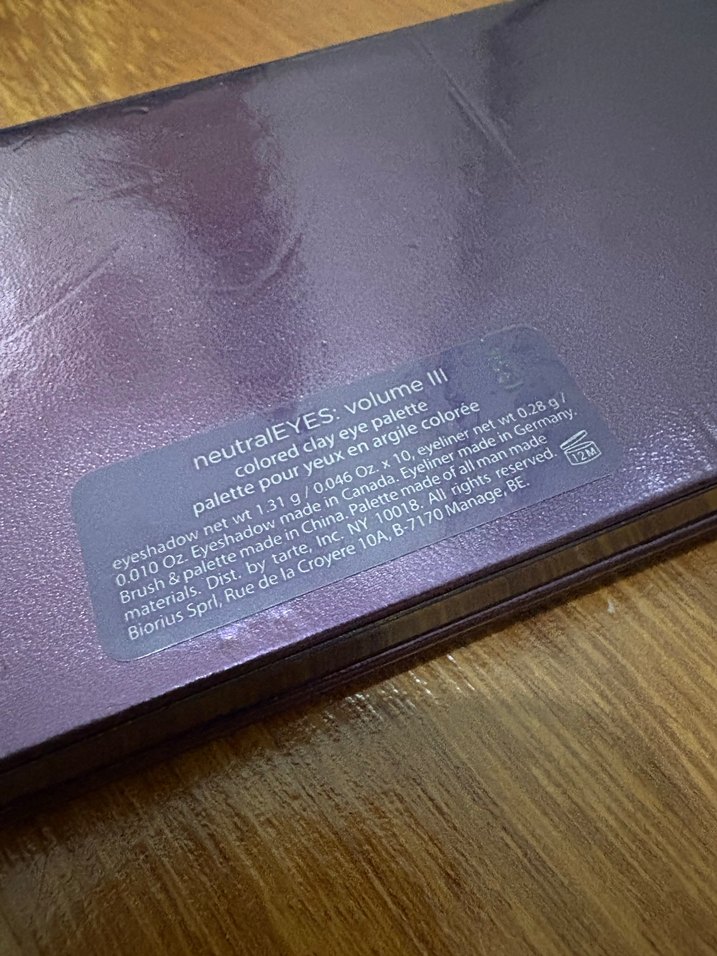 neutralEYES: volume III
colored clay eye palette
palette pour yeux en argile colorée
eyeshadow net wt 1.31 g / 0.046 Oz. x 10, eyeliner net wt 0.28 g /
0.010 Oz. Eyeshadow made in Canada. Eyeliner made in Germany.
Brush & palette made in China. Palette made of all man made
materials. Dist. by tarte, Inc. NY 10018. All rights reserved.
Biorius Sprl, Rue de la Croyere 10A, B-7170 Manage, BE.
12M